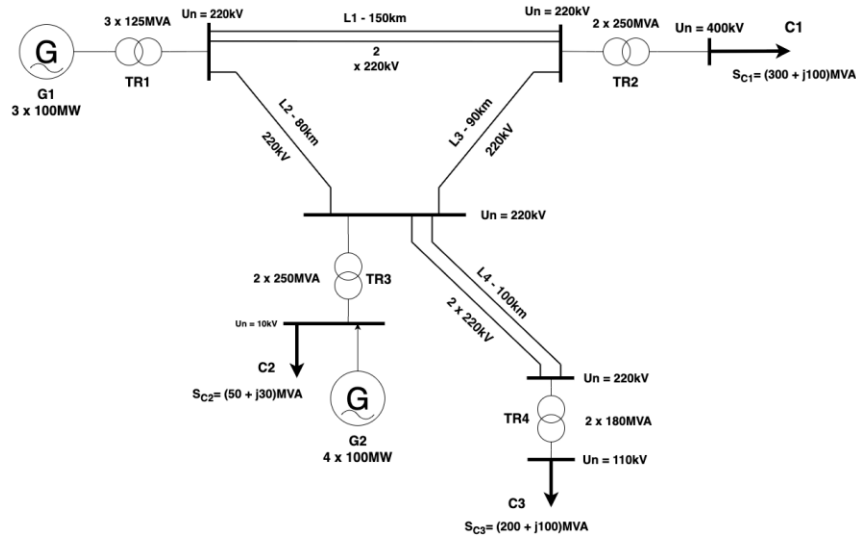 L1 - 150km
Un = 220kV
Un = 220kV
3 x 125MVA
2 x 250MVA
Un = 400kV
C1
2
x 220kV
G
TR1
TR2
S_C1= (300 + j100)MVA
G1
3 x 100MW
L2 - 80km
220kV
L3 - 90km
220kV
Un = 220kV
2 x 250MVA
TR3
L4 - 100km
2 x 220kV
Un = 10kV
C2
S_C2= (50 + j30)MVA
G
G2
4 x 100MW
Un = 220kV
TR4
2 x 180MVA
Un = 110kV
C3
S_C3= (200 + j100)MVA